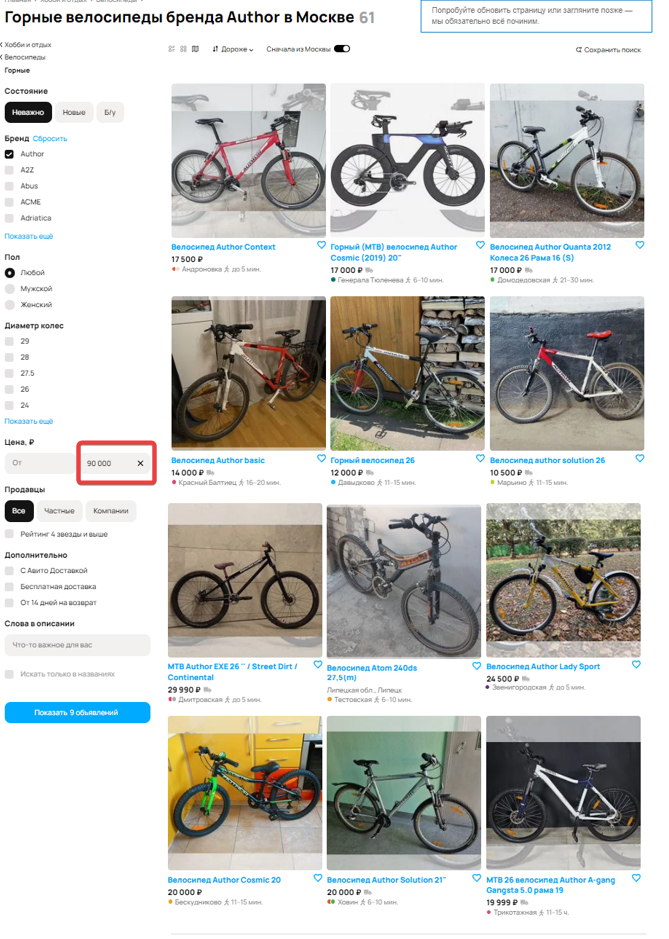 Главная › Хобби и отдых › Велосипеды ›
Горные велосипеды бренда Author в Москве 61
Попробуйте обновить страницу или загляните позже —
мы обязательно всё починим.
Хобби и отдых
Велосипеды
Горные
Дороже
Сначала из Москвы
Сохранить поиск
Состояние
Неважно
Новые
Б/у
Бренд Сбросить
Author
A2Z
Abus
ACME
Adriatica
Показать ещё
Пол
Любой
Мужской
Женский
Диаметр колес
29
28
27.5
26
24
Показать ещё
Цена, ₽
От
90 000
Продавцы
Все
Частные
Компании
Рейтинг 4 звезды и выше
Дополнительно
С Авито Доставкой
Бесплатная доставка
От 14 дней на возврат
Слова в описании
Что-то важное для вас
Искать только в названиях
Показать 9 объявлений
Велосипед Author Context
17 500 ₽
Андроновка до 5 мин.
Горный (MTB) велосипед Author
Cosmic (2019) 20"
17 000 ₽
Генерала Тюленева 6–10 мин.
Велосипед Author Quanta 2012
Колеса 26 Рама 16 (S)
17 000 ₽
Домодедовская 21–30 мин.
Велосипед Author basic
14 000 ₽
Красный Балтиец 16–20 мин.
Горный велосипед 26
12 000 ₽
Давыдково 11–15 мин.
Велосипед author solution 26
10 500 ₽
Марьино 11–15 мин.
MTB Author EXE 26 '' / Street Dirt /
Continental
29 990 ₽
Дмитровская до 5 мин.
Велосипед Atom 240ds
27,5(m)
Липецкая обл., Липецк
Тестовская 6–10 мин.
Велосипед Author Lady Sport
24 500 ₽
Звенигородская до 5 мин.
Велосипед Author Cosmic 20
20 000 ₽
Бескудниково 11–15 мин.
Велосипед Author Solution 21"
20 000 ₽
Ховин 6–10 мин.
MTB 26 велосипед Author A-gang
Gangsta 5.0 рама 19
19 999 ₽
Трикотажная 11–15 ч.